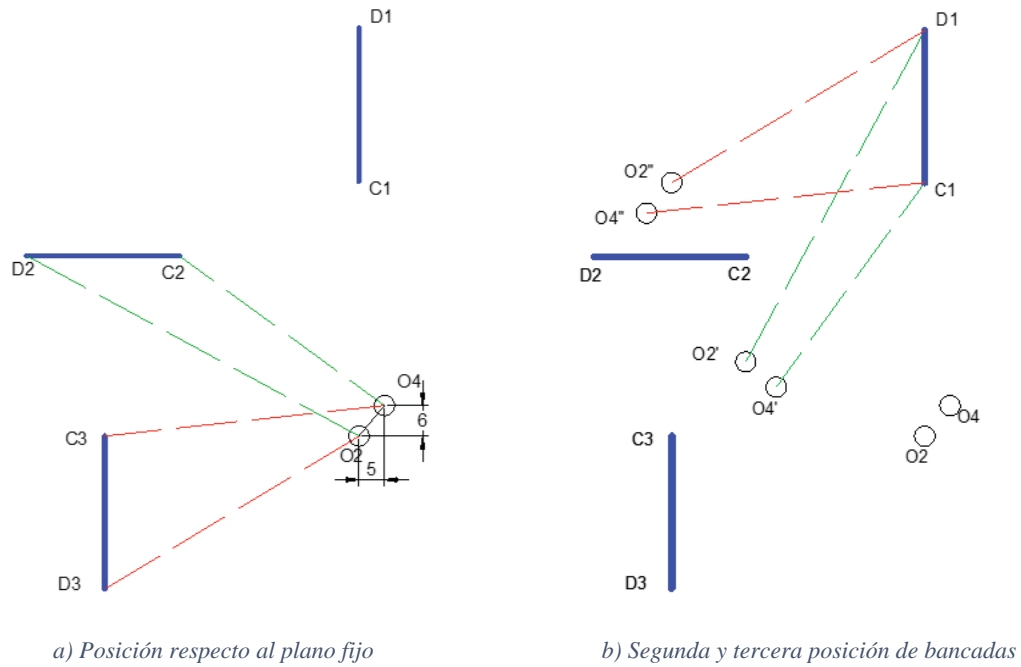 D1
C1
D2
C2
O4
6
C3
O2
5
D3
D1
O2"
C1
O4"
D2
C2
O2'
O4'
O4
C3
O2
D3
a) Posición respecto al plano fijo
b) Segunda y tercera posición de bancadas